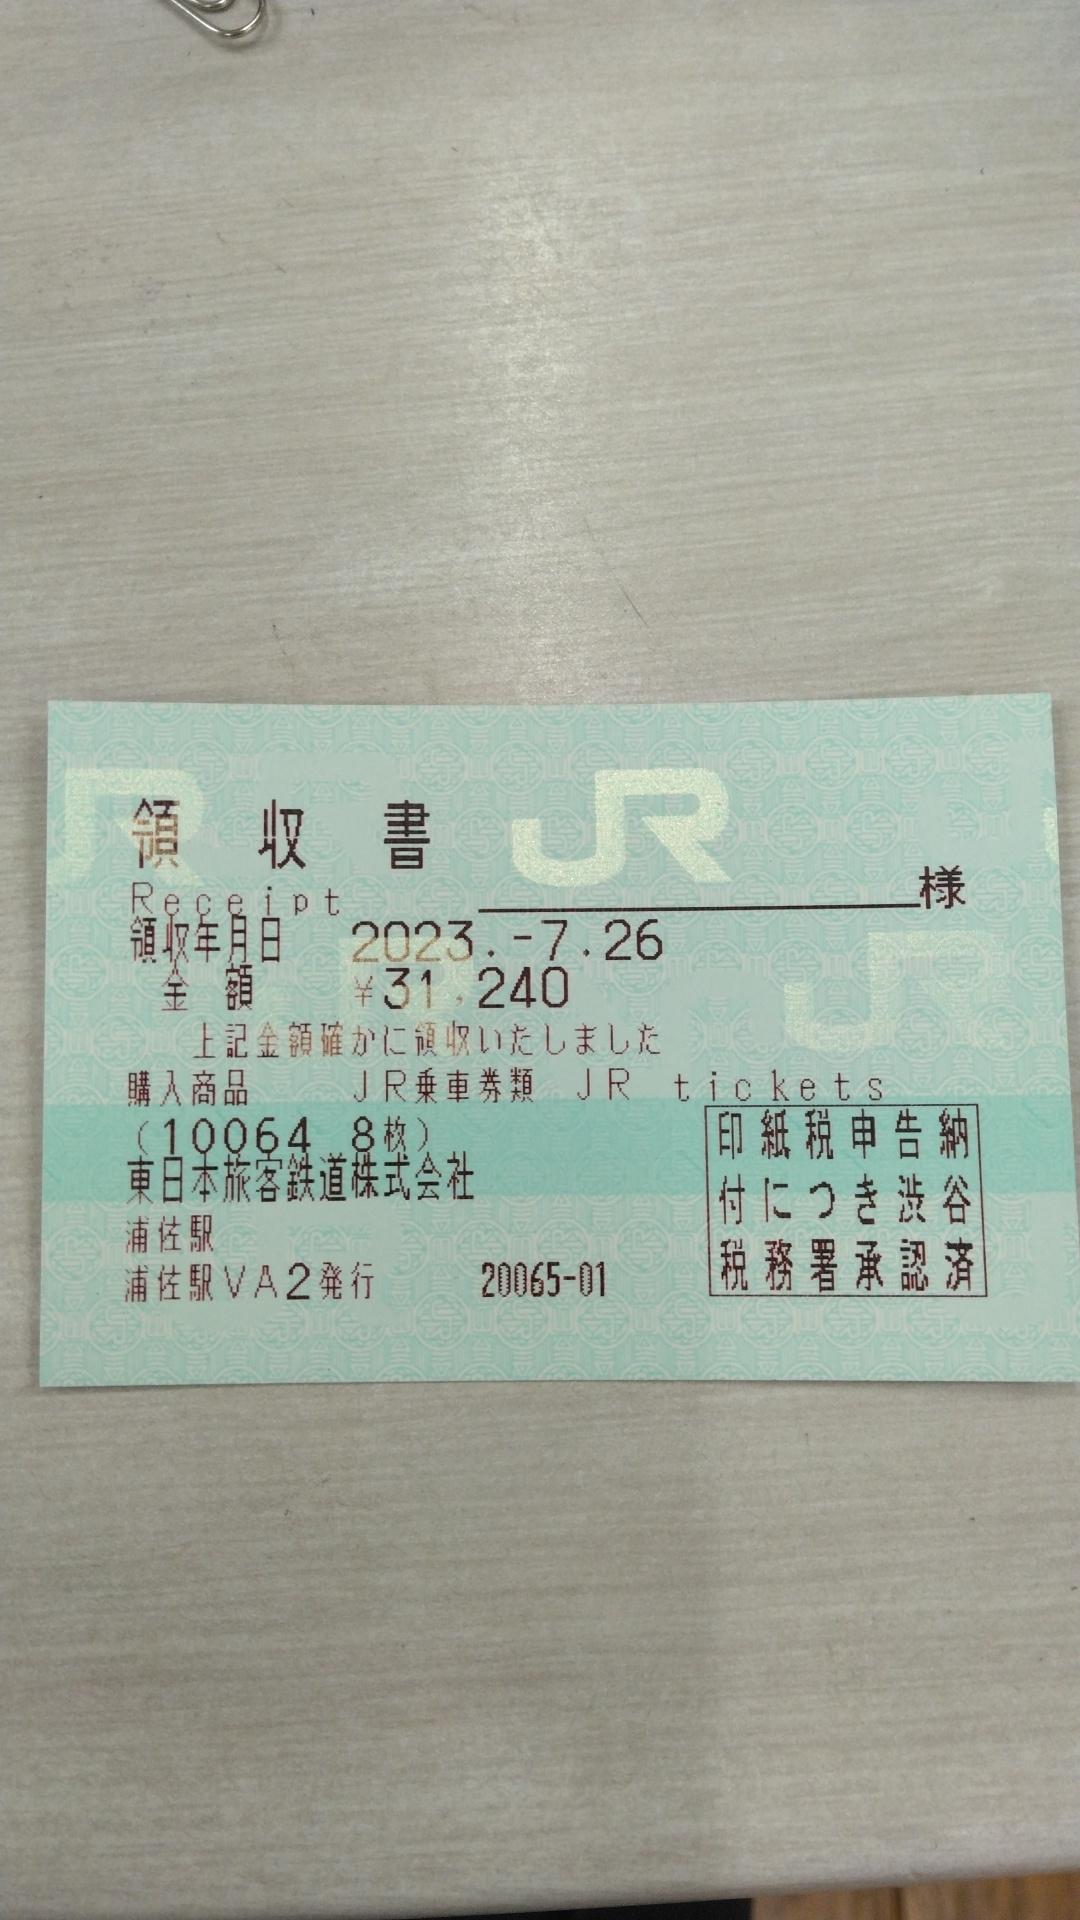 領収書
Receipt
様
領収年月日 2023.-7.26
金額 ¥31,240
上記金額確かに領収いたしました
購入商品 JR乗車券類 JR tickets
(10064 8枚)
東日本旅客鉄道株式会社
浦佐駅
浦佐駅VA2発行 20065-01
印紙税申告納
付につき渋谷
税務署承認済
JR
JR
JR
JR